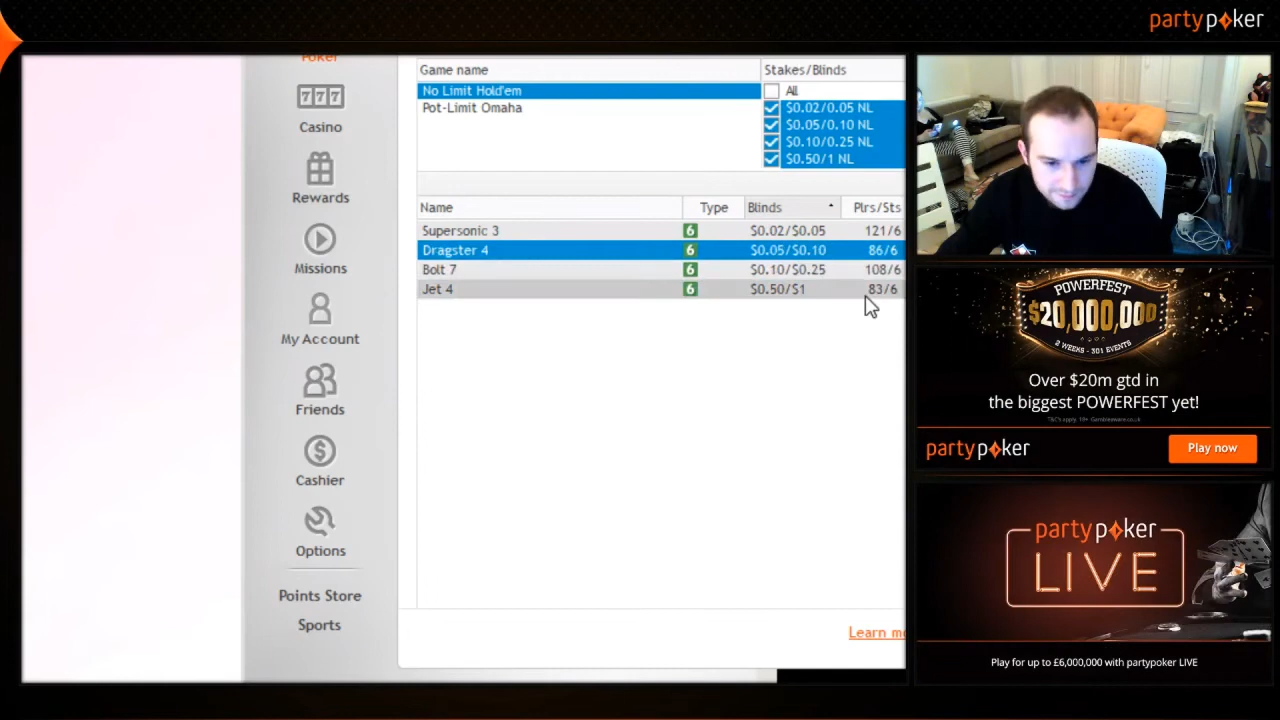 partypoker
Poker
777
Casino
Rewards
Missions
My Account
Friends
$
Cashier
Options
Points Store
Sports
Game name Stakes/Blinds
No Limit Hold'em All
Pot-Limit Omaha $0.02/0.05 NL
$0.05/0.10 NL
$0.10/0.25 NL
$0.50/1 NL
Name Type Blinds Plrs/Sts
Supersonic 3 6 $0.02/$0.05 121/6
Dragster 4 6 $0.05/$0.10 86/6
Bolt 7 6 $0.10/$0.25 108/6
Jet 4 6 $0.50/$1 83/6
Learn m
POWERFEST
$20,000,000
2 WEEKS - 301 EVENTS
Over $20m gtd in
the biggest POWERFEST yet!
T&C's apply. 18+ Gambleaware.co.uk
partypoker Play now
partypoker
LIVE
Play for up to £6,000,000 with partypoker LIVE